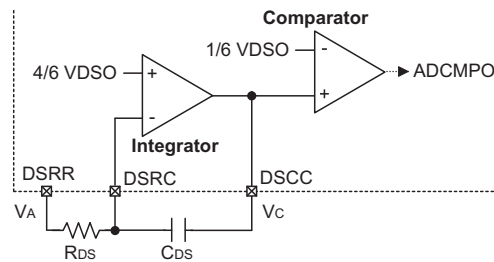 Comparator
1/6 VDSO
-
+
ADCMPO
4/6 VDSO
+
-
Integrator
DSRR
DSRC
DSCC
VA
VC
RDS
CDS